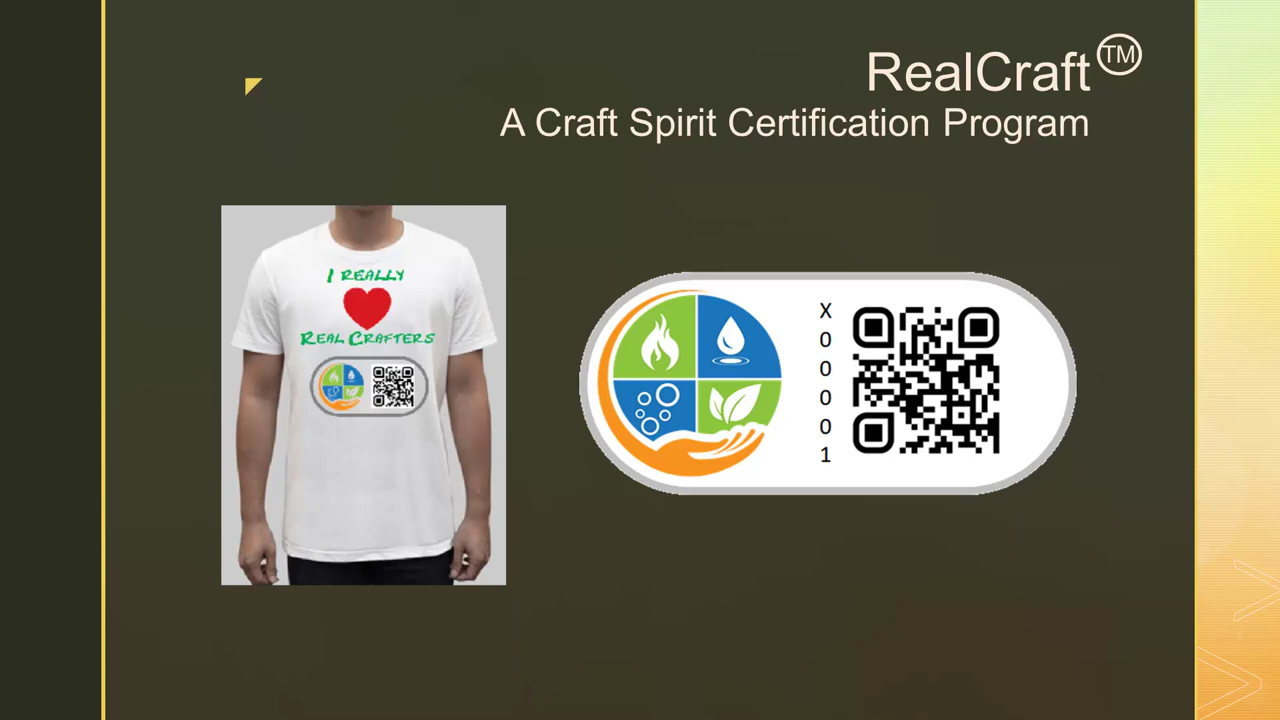 RealCraft™
A Craft Spirit Certification Program
I REALLY
REAL CRAFTERS
X
0
0
0
0
1